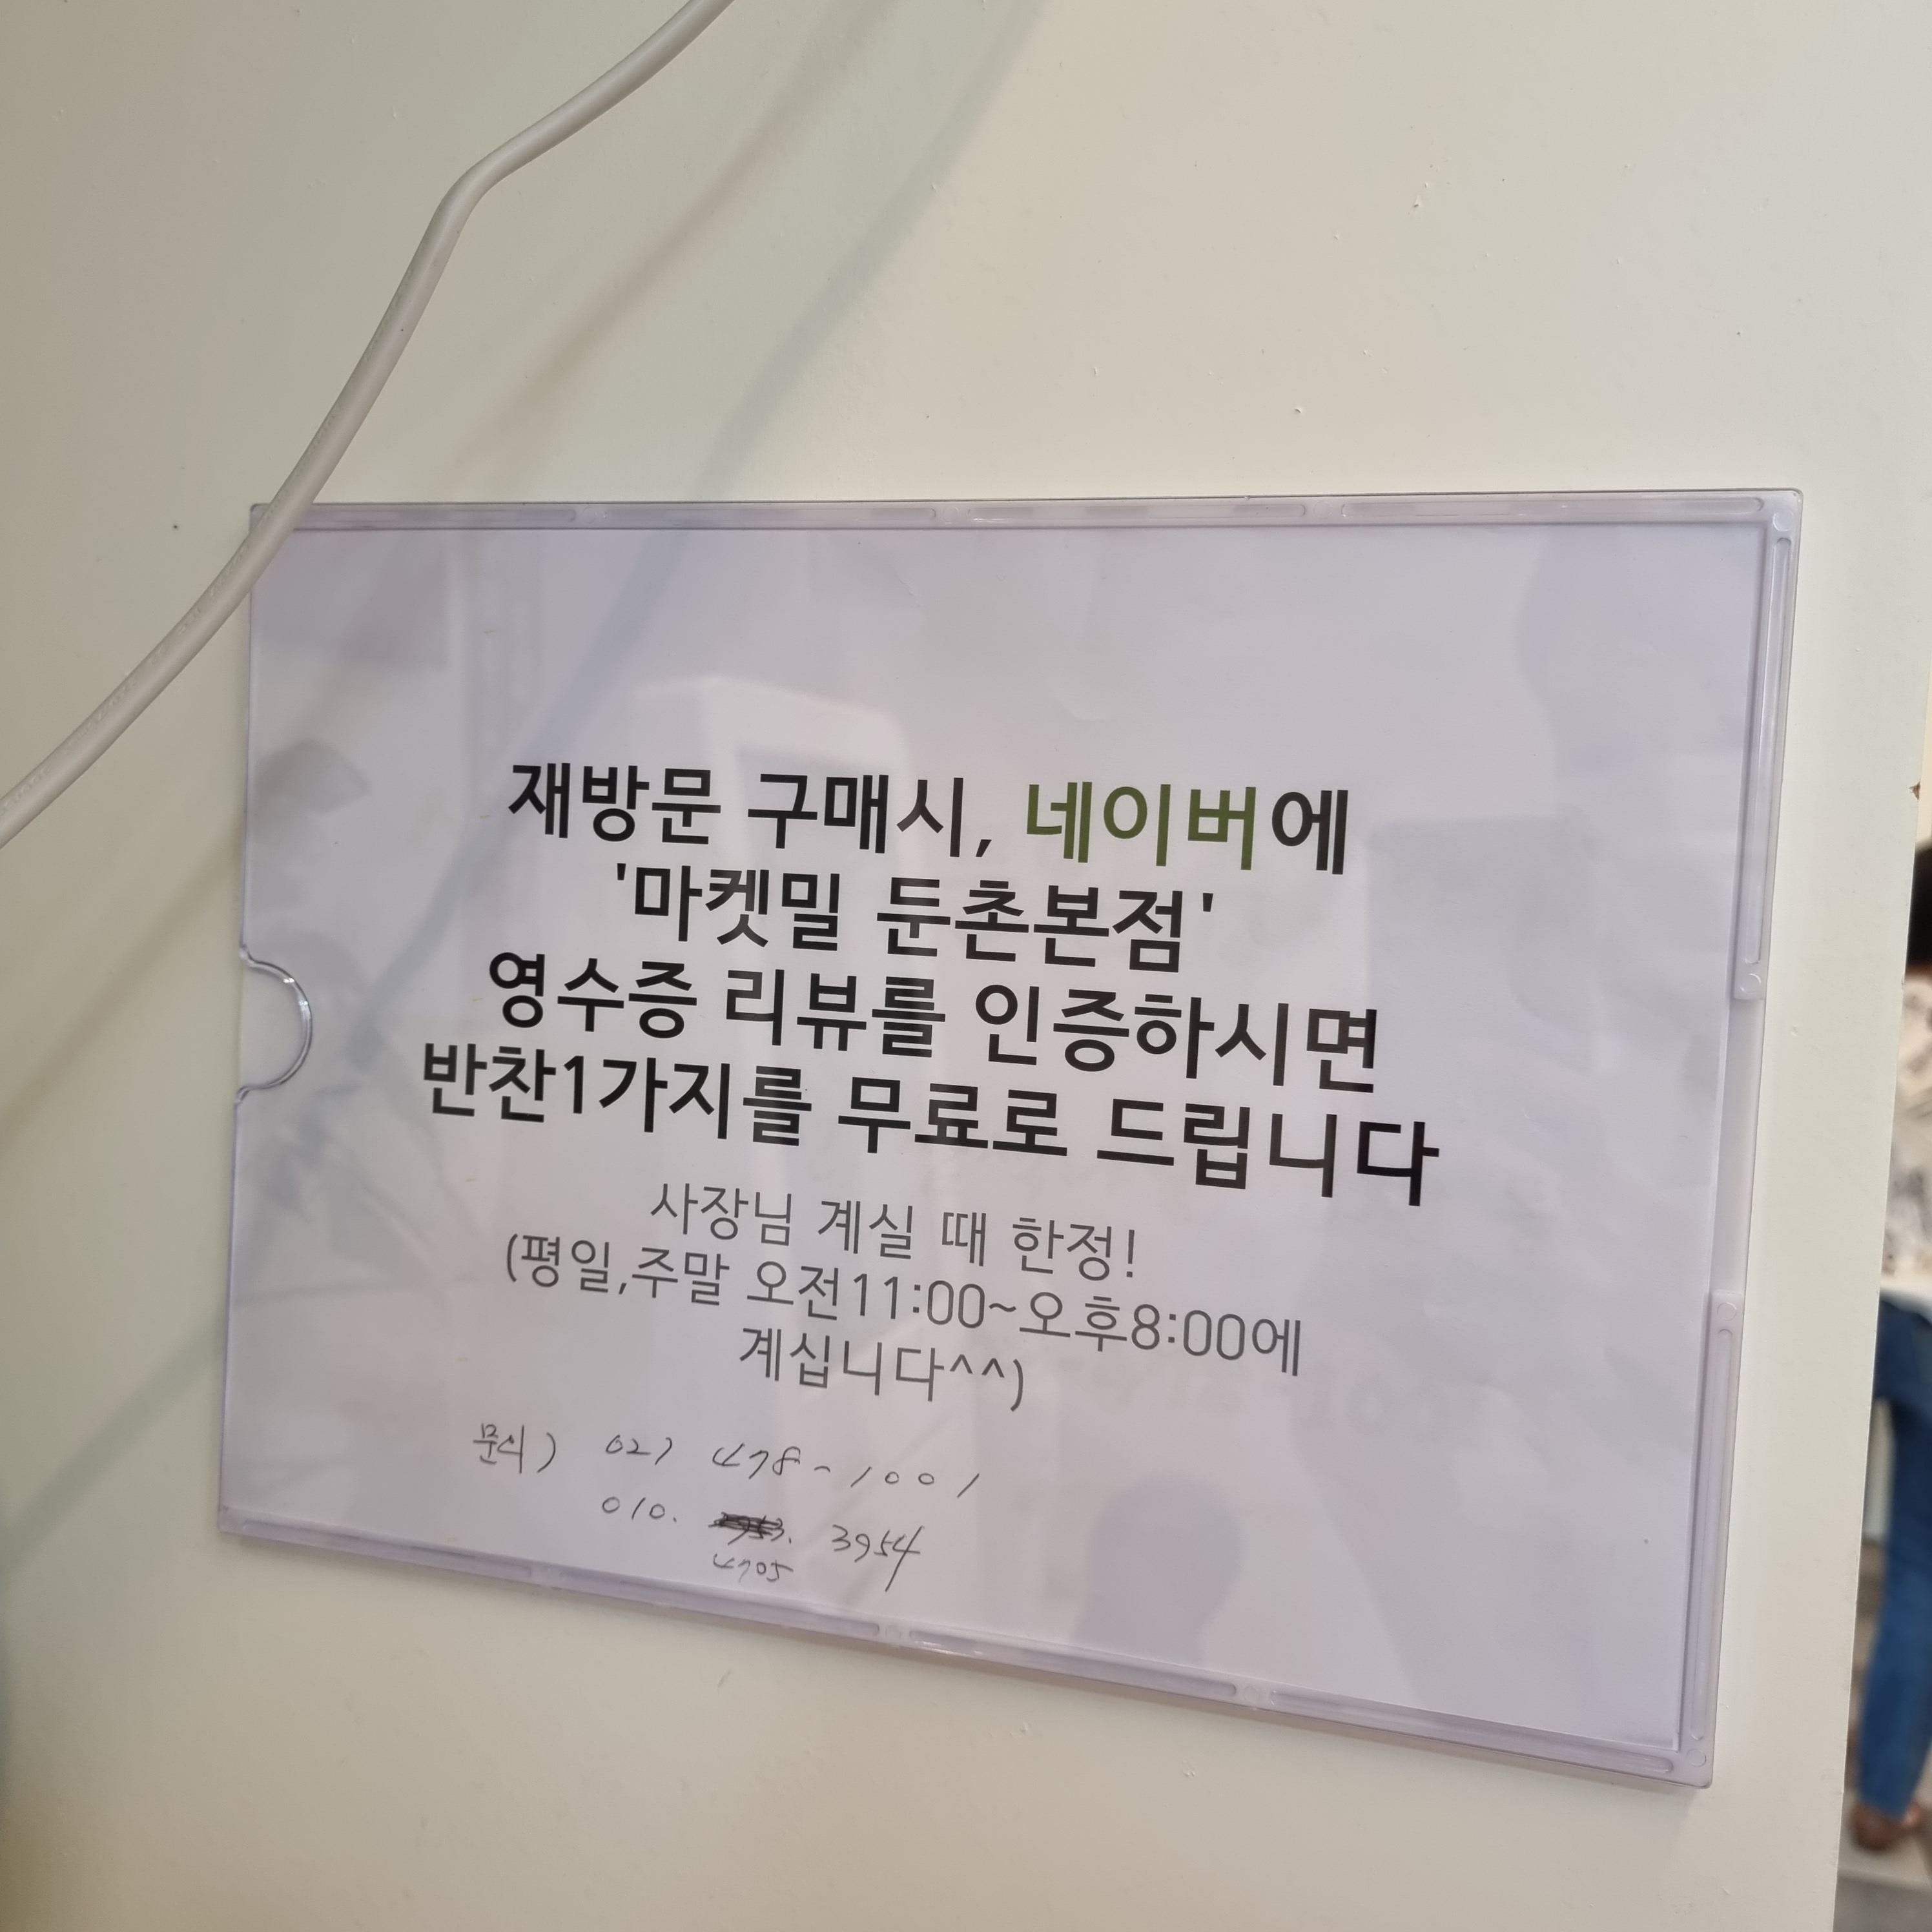 재방문 구매시, 네이버에
'마켓밀 둔촌본점'
영수증 리뷰를 인증하시면
반찬1가지를 무료로 드립니다
사장님 계실 때 한정!
(평일,주말 오전11:00~오후8:00에
계십니다^^)
문의) 02) 478-1001
010. 3954
4705